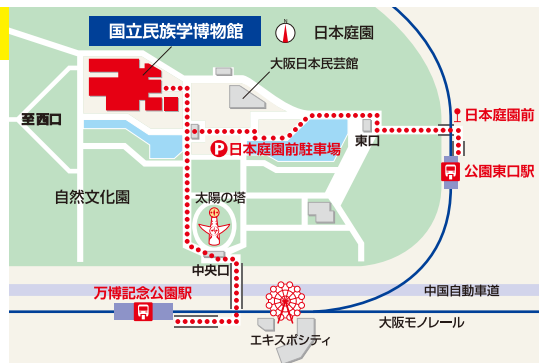 国立民族学博物館
N
日本庭園
大阪日本民芸館
至西口
日本庭園前
P日本庭園前駐車場
東口
公園東口駅
自然文化園
太陽の塔
中央口
万博記念公園駅
中国自動車道
大阪モノレール
エキスポシティ